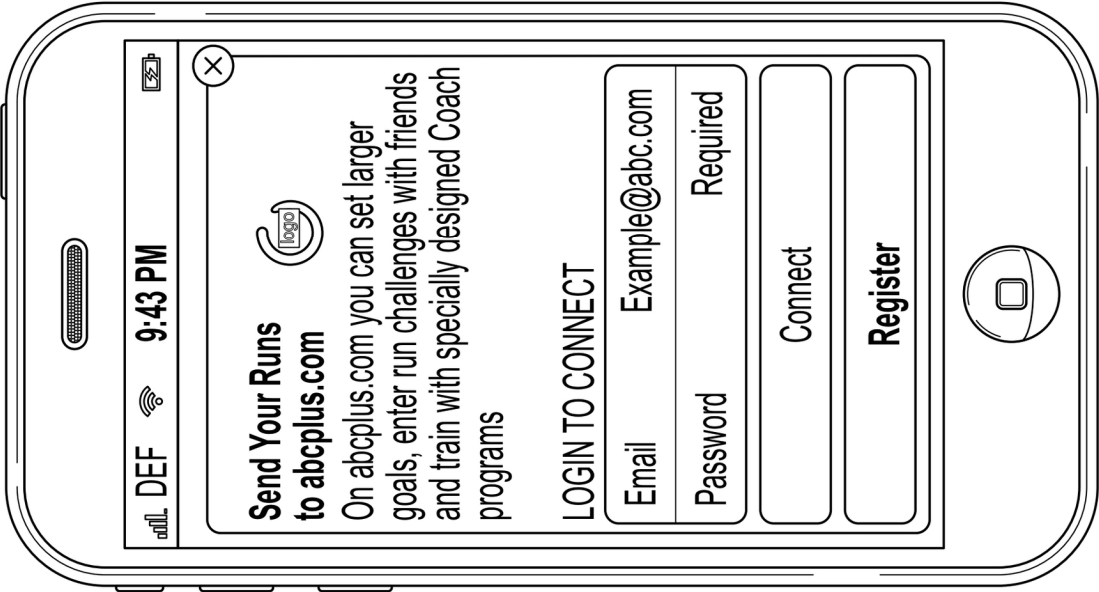 DEF 9:43 PM
Send Your Runs
to abcplus.com
logo
On abcplus.com you can set larger
goals, enter run challenges with friends
and train with specially designed Coach
programs
LOGIN TO CONNECT
Email Example@abc.com
Password Required
Connect
Register